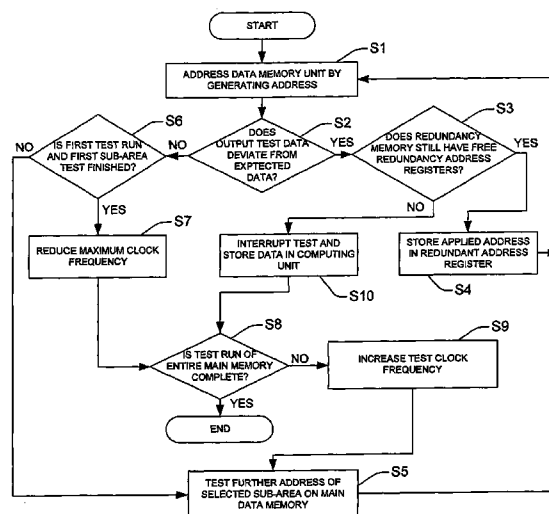 START
S1
ADDRESS DATA MEMORY UNIT BY
GENERATING ADDRESS
S6
IS FIRST TEST RUN
AND FIRST SUB-AREA
TEST FINISHED?
NO
YES
NO
S2
DOES
OUTPUT TEST DATA
DEVIATE FROM
EXPTECTED
DATA?
YES
S3
DOES REDUNDANCY
MEMORY STILL HAVE FREE
REDUNDANCY ADDRESS
REGISTERS?
YES
NO
S7
REDUCE MAXIMUM CLOCK
FREQUENCY
INTERRUPT TEST AND
STORE DATA IN COMPUTING
UNIT
S10
STORE APPLIED ADDRESS
IN REDUNDANT ADDRESS
REGISTER
S4
S8
IS TEST RUN OF
ENTIRE MAIN MEMORY
COMPLETE?
NO
YES
S9
INCREASE TEST CLOCK
FREQUENCY
END
S5
TEST FURTHER ADDRESS OF
SELECTED SUB-AREA ON MAIN
DATA MEMORY